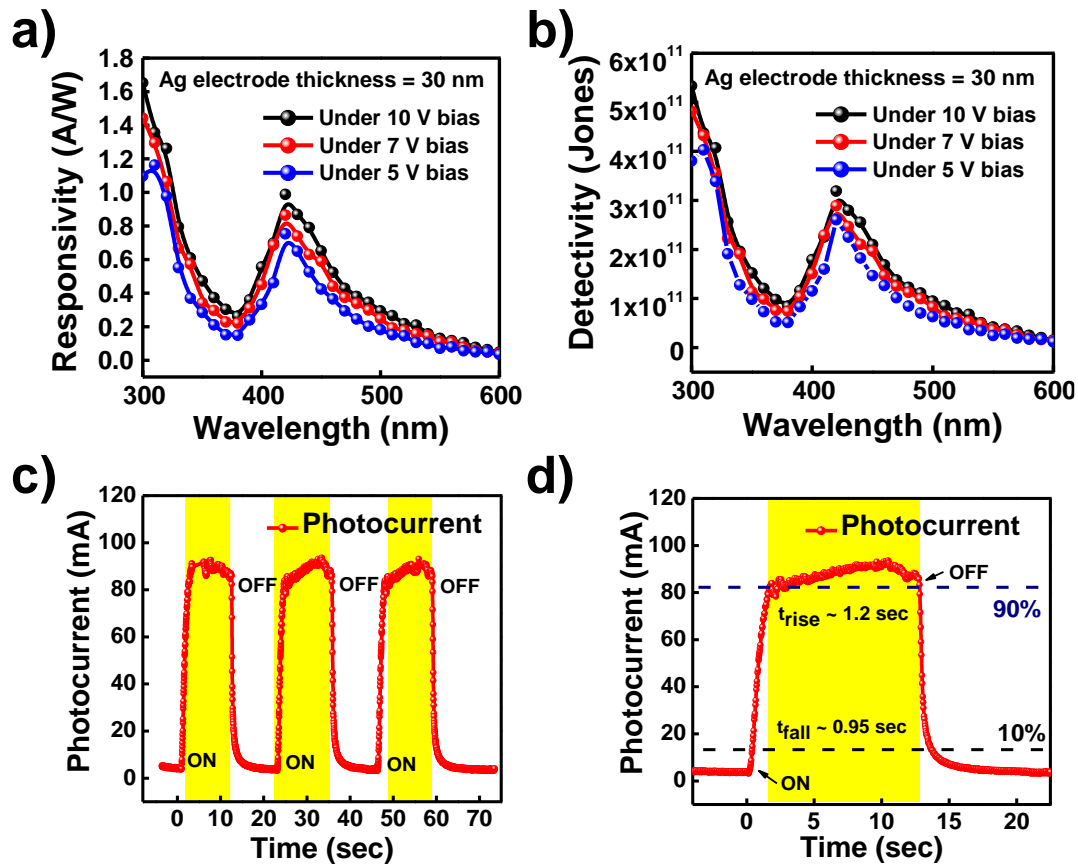 a)
Responsivity (A/W)
1.8
1.6
1.4
1.2
1.0
0.8
0.6
0.4
0.2
0.0
Ag electrode thickness = 30 nm
Under 10 V bias
Under 7 V bias
Under 5 V bias
300 400 500 600
Wavelength (nm)
b)
Detectivity (Jones)
6x10¹¹
5x10¹¹
4x10¹¹
3x10¹¹
2x10¹¹
1x10¹¹
0
Ag electrode thickness = 30 nm
Under 10 V bias
Under 7 V bias
Under 5 V bias
300 400 500 600
Wavelength (nm)
c)
Photocurrent (mA)
120
100
80
60
40
20
0
Photocurrent
OFF OFF OFF
ON ON ON
0 10 20 30 40 50 60 70
Time (sec)
d)
Photocurrent (mA)
120
100
80
60
40
20
0
Photocurrent
OFF
90%
t_rise ~ 1.2 sec
t_fall ~ 0.95 sec
10%
ON
0 5 10 15 20
Time (sec)